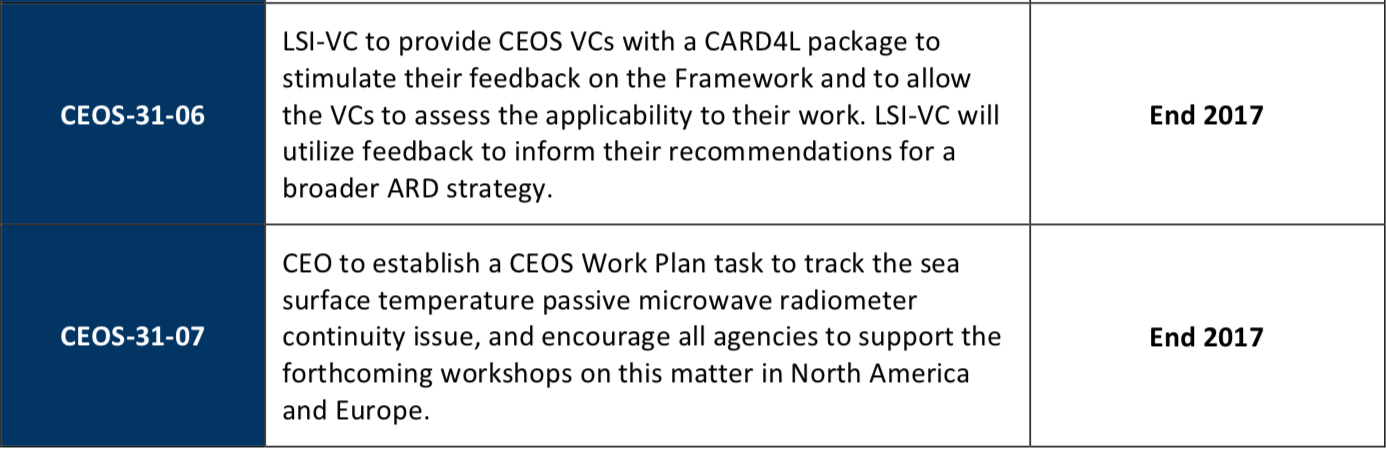 CEOS-31-06
LSI-VC to provide CEOS VCs with a CARD4L package to
stimulate their feedback on the Framework and to allow
the VCs to assess the applicability to their work. LSI-VC will
utilize feedback to inform their recommendations for a
broader ARD strategy.
End 2017
CEOS-31-07
CEO to establish a CEOS Work Plan task to track the sea
surface temperature passive microwave radiometer
continuity issue, and encourage all agencies to support the
forthcoming workshops on this matter in North America
and Europe.
End 2017